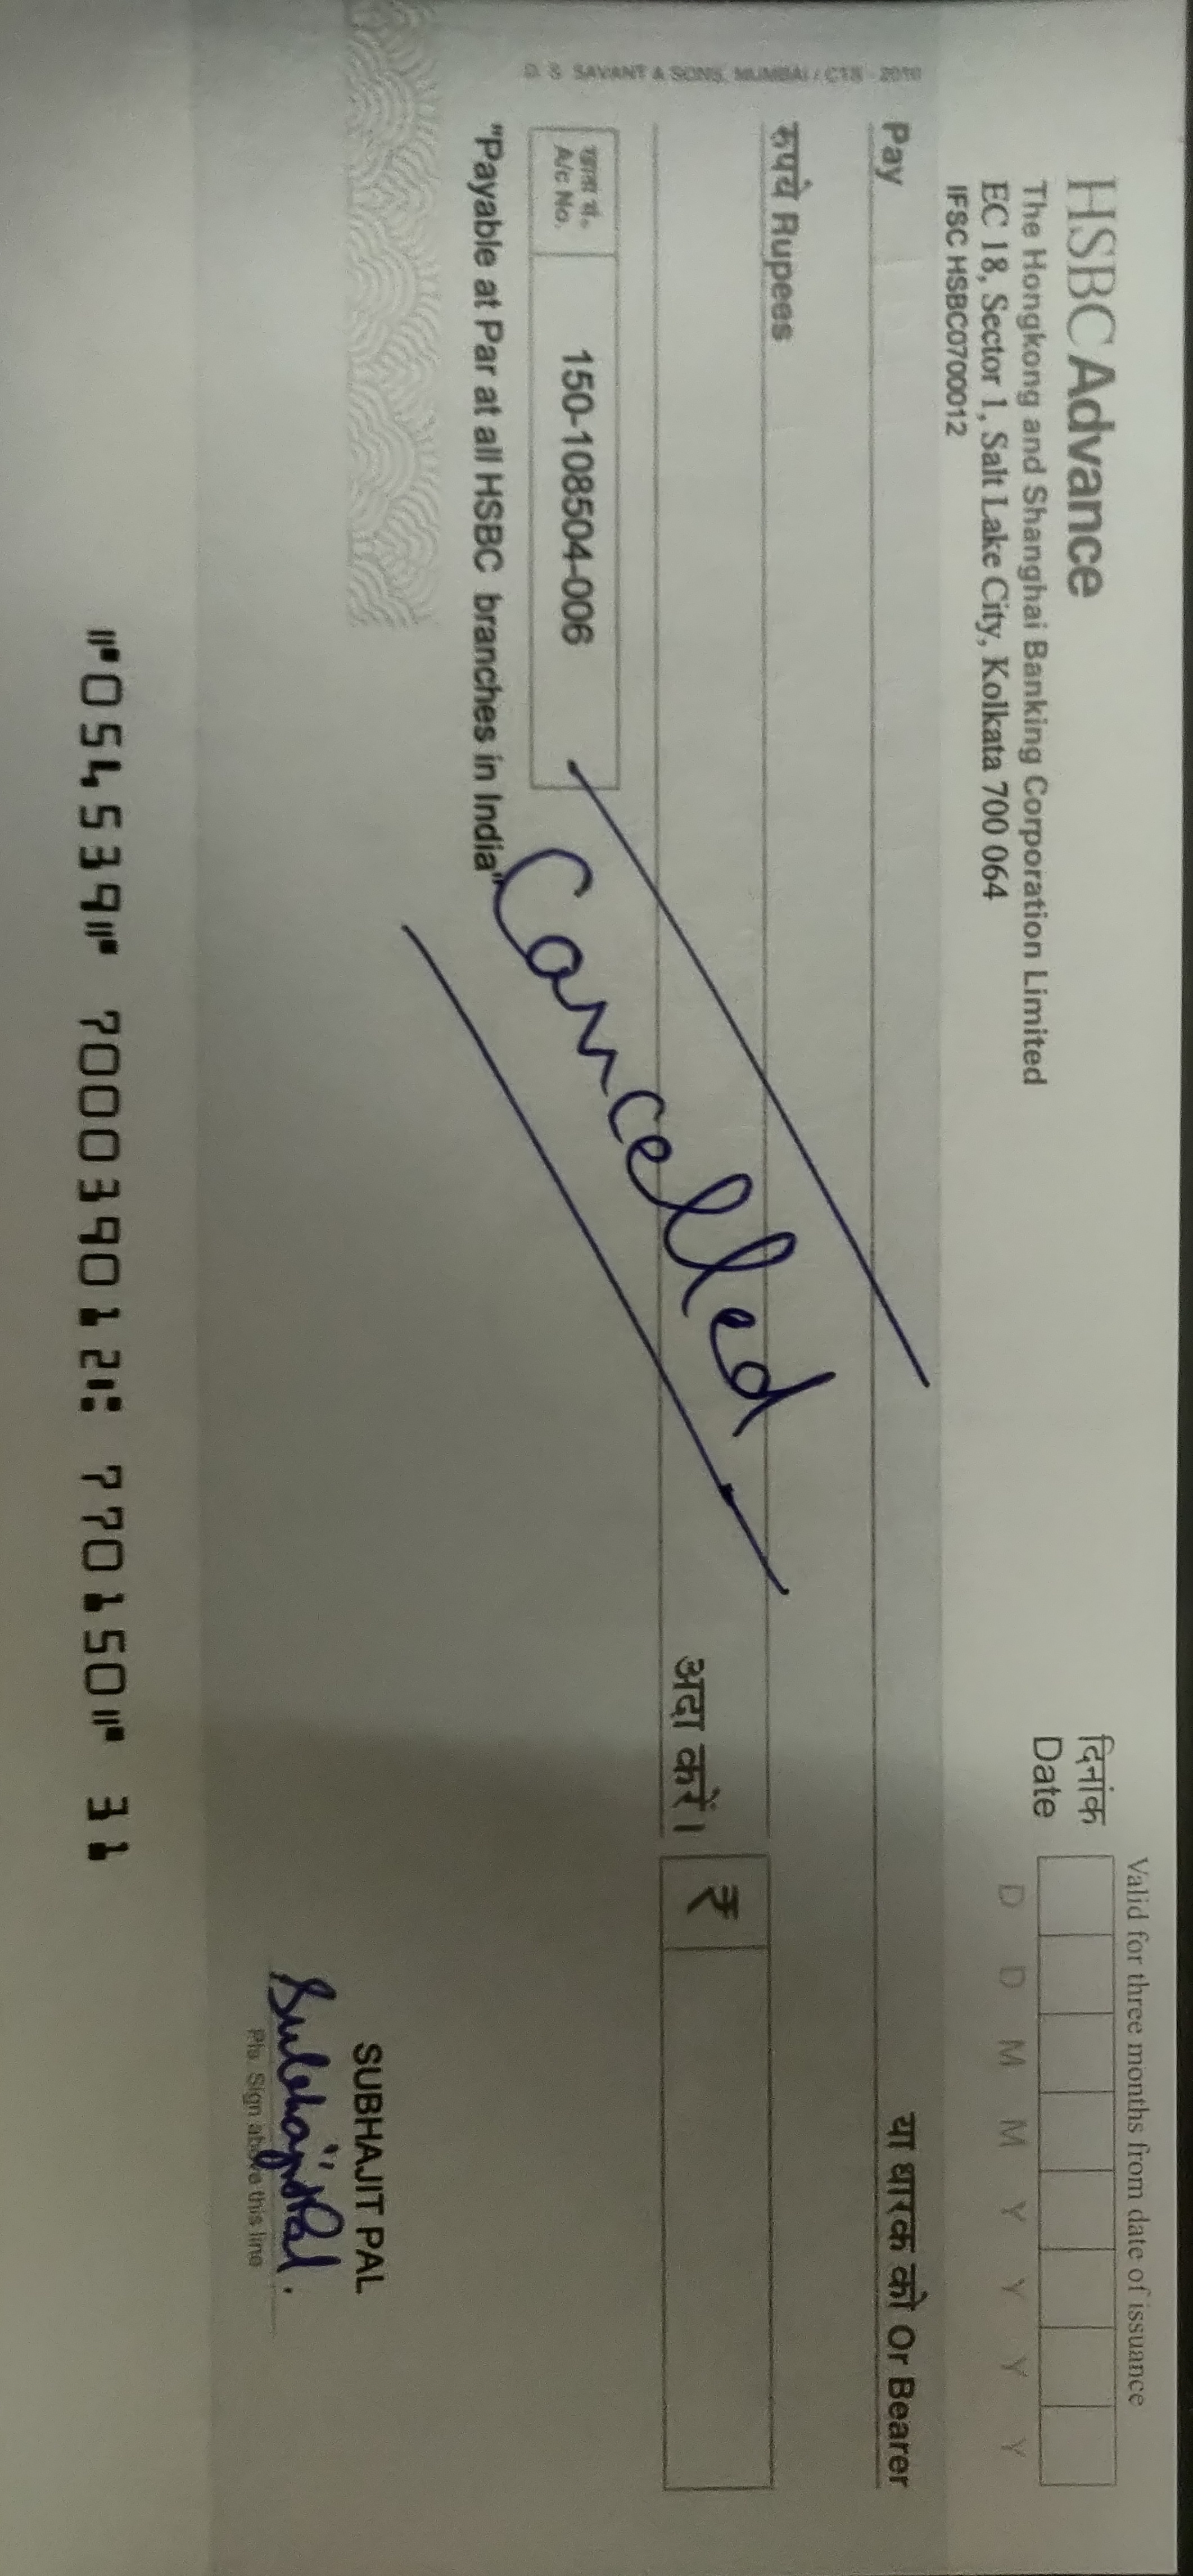 HSBC Advance
The Hongkong and Shanghai Banking Corporation Limited
EC 18, Sector 1, Salt Lake City, Kolkata 700 064
IFSC HSBC0700012
Valid for three months from date of issuance
दिनांक
Date
D D M M Y Y Y Y
Pay
या धारक को Or Bearer
रुपये Rupees
अदा करें।
₹
खाता सं.
A/c No.
150-108504-006
"Payable at Par at all HSBC branches in India"
Cancelled
SUBHAJIT PAL
Subhajit Pal.
Pls. Sign above this line
D. S. SAVANT & SONS, MUMBAI / CTS - 2010
⑈054539⑈ 700039012⑆ 770150⑈ 31